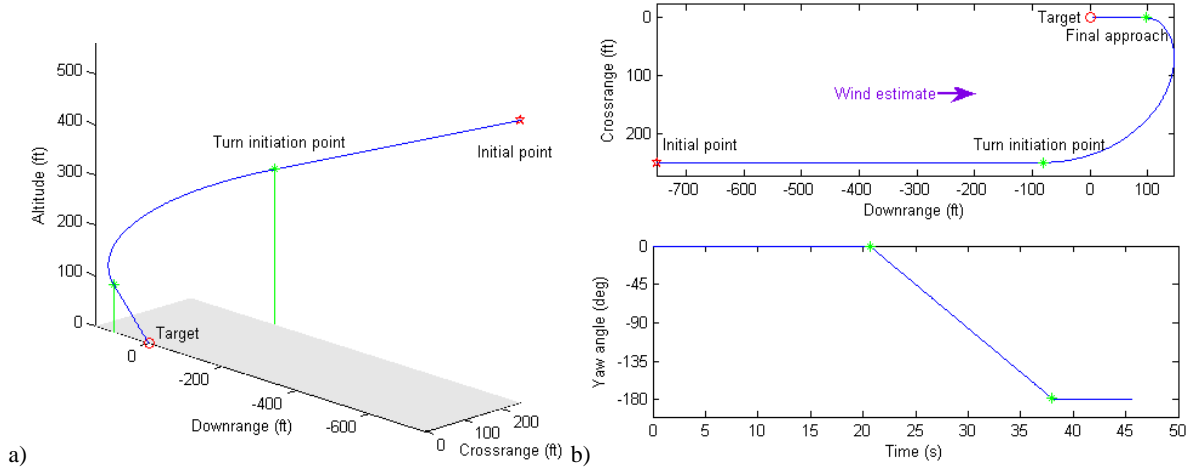 500
400
300
200
100
0
Altitude (ft)
Turn initiation point
Initial point
Target
0
-200
-400
-600
Downrange (ft)
0
100
200
Crossrange (ft)
a)
b)
0
100
200
Crossrange (ft)
Target
Final approach
Wind estimate
Initial point
Turn initiation point
-700 -600 -500 -400 -300 -200 -100 0 100
Downrange (ft)
0
-45
-90
-135
-180
Yaw angle (deg)
0 5 10 15 20 25 30 35 40 45 50
Time (s)